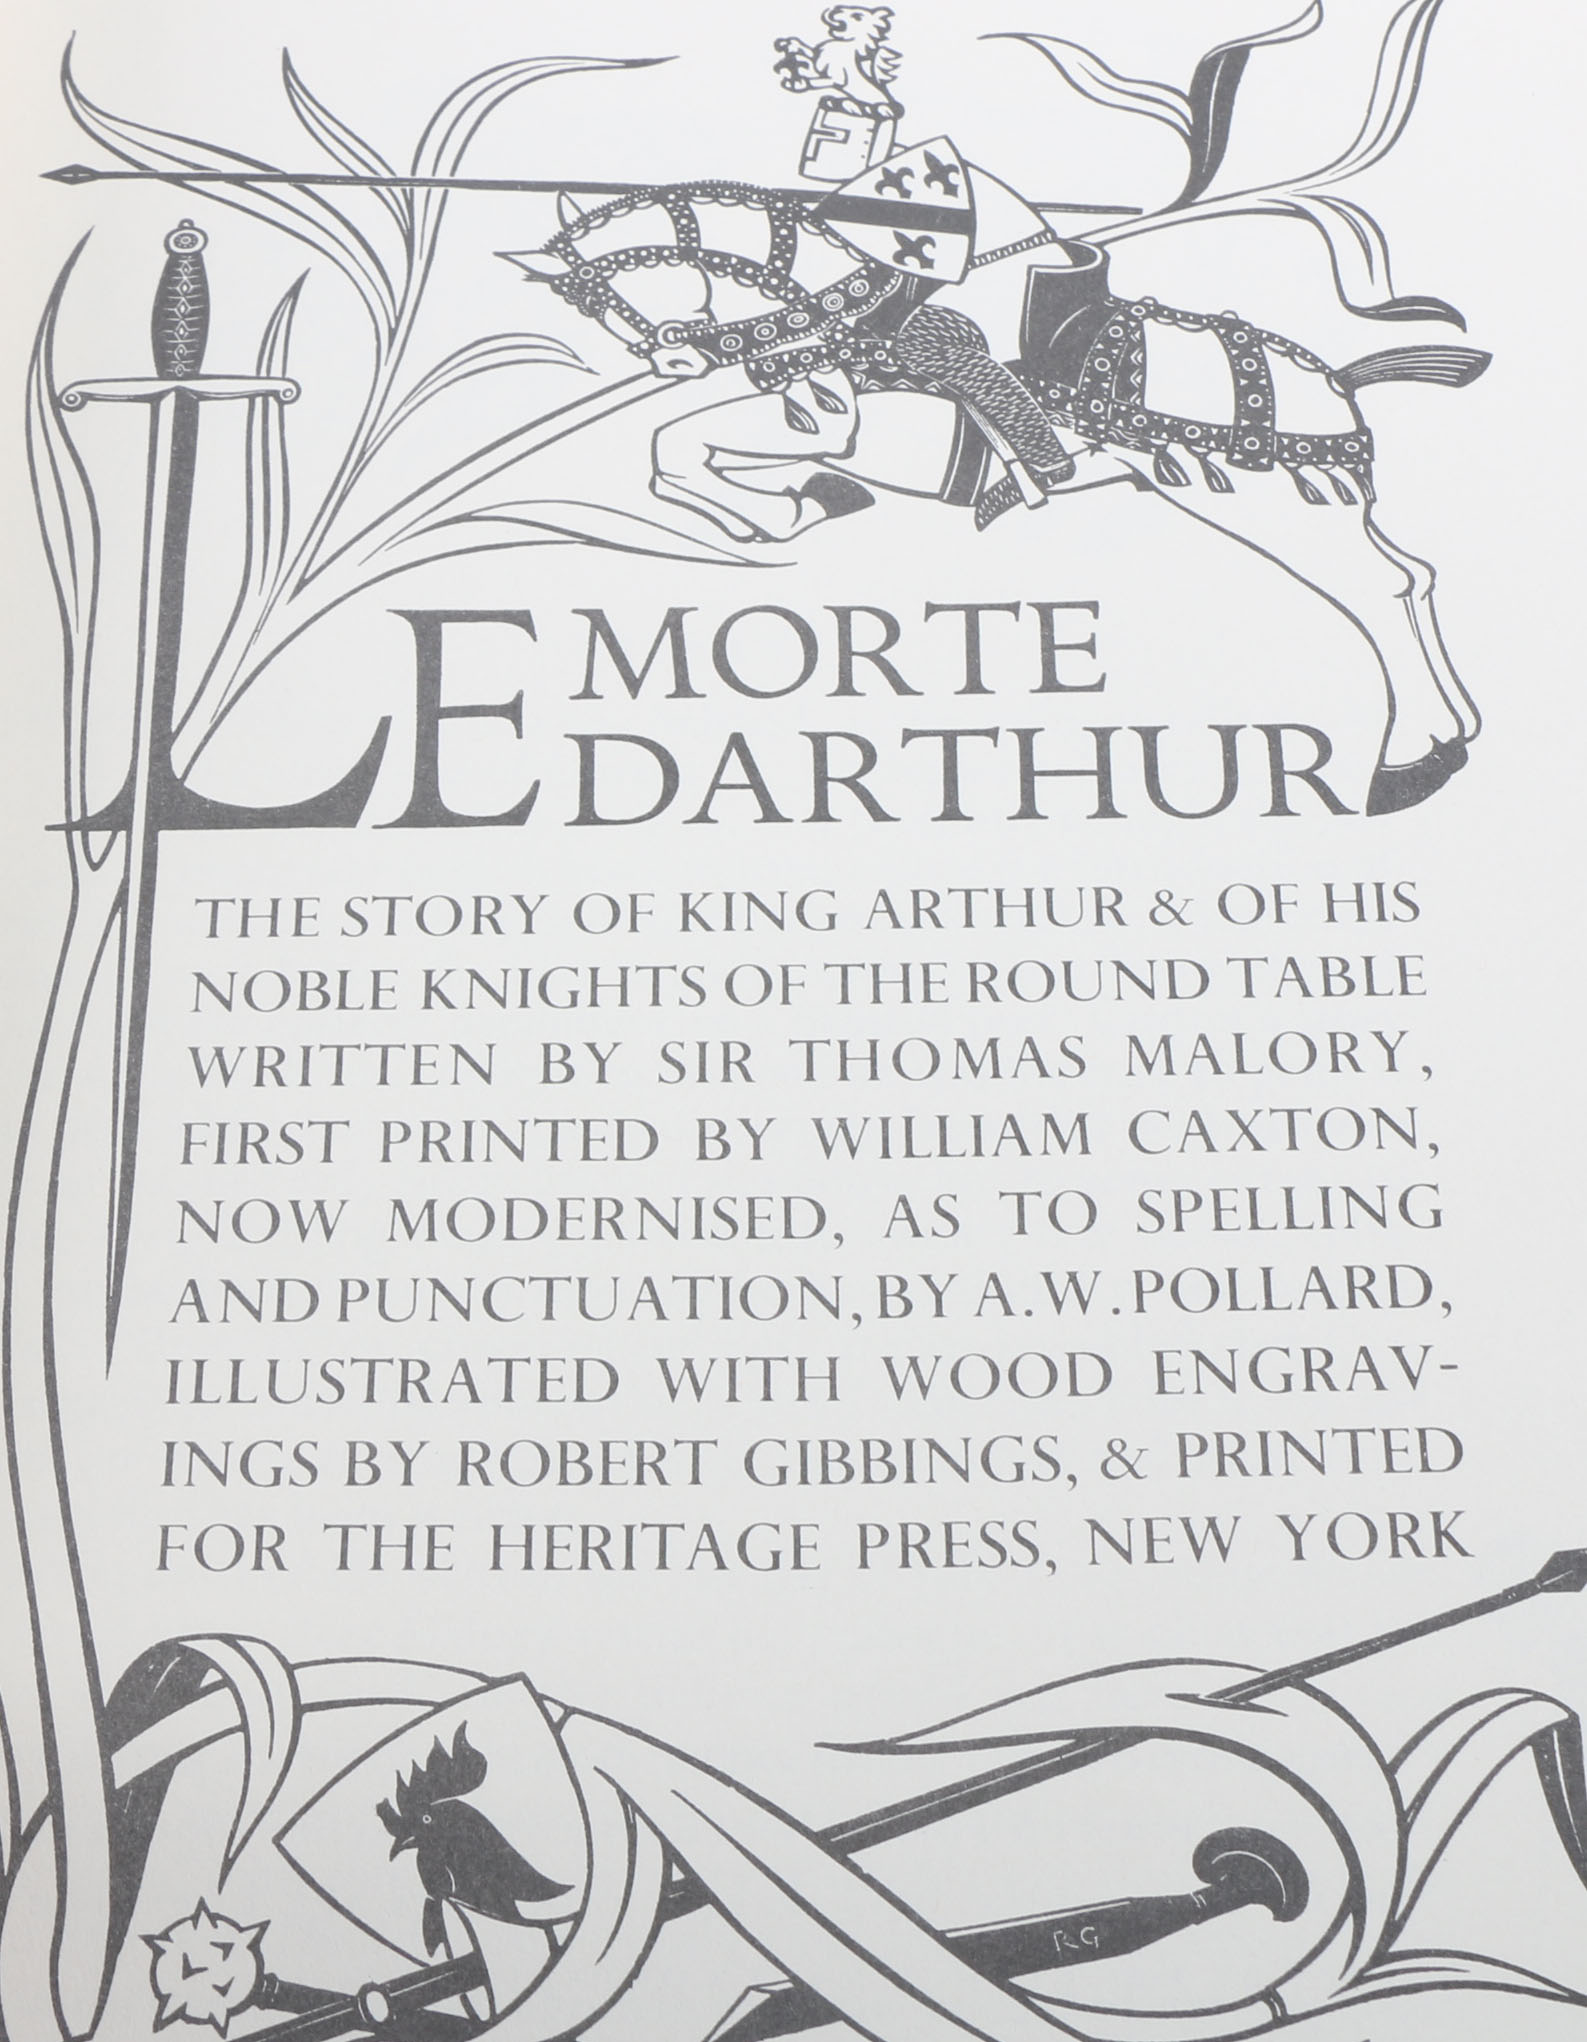 LE MORTE
DARTHUR
THE STORY OF KING ARTHUR & OF HIS
NOBLE KNIGHTS OF THE ROUND TABLE
WRITTEN BY SIR THOMAS MALORY,
FIRST PRINTED BY WILLIAM CAXTON,
NOW MODERNISED, AS TO SPELLING
AND PUNCTUATION, BY A. W. POLLARD,
ILLUSTRATED WITH WOOD ENGRAV-
INGS BY ROBERT GIBBINGS, & PRINTED
FOR THE HERITAGE PRESS, NEW YORK
RG